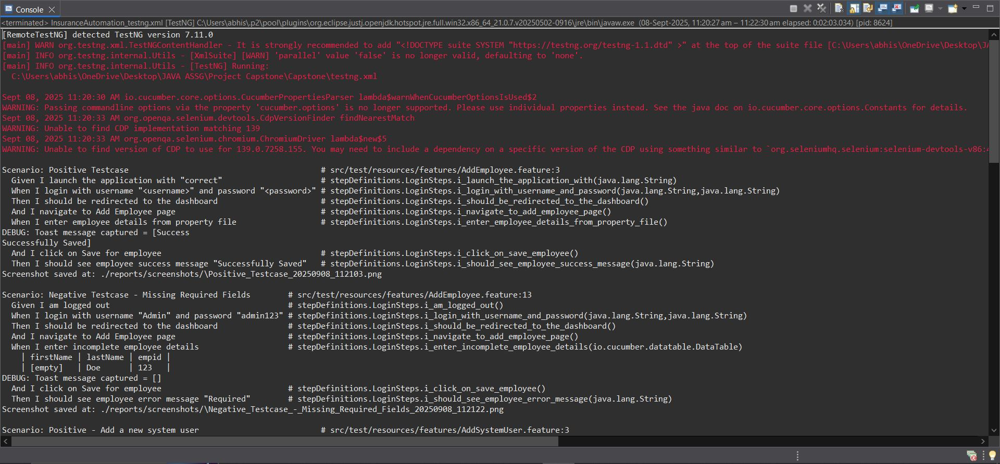 Console
<terminated> InsuranceAutomation_testng.xml [TestNG] C:\Users\abhis\.p2\pool\plugins\org.eclipse.justj.openjdk.hotspot.jre.full.win32.x86_64_21.0.7.v20250502-0916\jre\bin\javaw.exe (08-Sept-2025, 11:20:27 am – 11:22:30 am elapsed: 0:02:03.034) [pid: 8624]
[RemoteTestNG] detected TestNG version 7.11.0
[main] WARN org.testng.xml.TestNGContentHandler - It is strongly recommended to add "<!DOCTYPE suite SYSTEM "https://testng.org/testng-1.1.dtd" >" at the top of the suite file [C:\Users\abhis\OneDrive\Desktop\JA
[main] INFO org.testng.internal.Utils - [XmlSuite] [WARN] 'parallel' value 'false' is no longer valid, defaulting to 'none'.
[main] INFO org.testng.internal.Utils - [TestNG] Running:
C:\Users\abhis\OneDrive\Desktop\JAVA ASSG\Project Capstone\Capstone\testng.xml
Sept 08, 2025 11:20:30 AM io.cucumber.core.options.CucumberPropertiesParser lambda$warnWhenCucumberOptionsIsUsed$2
WARNING: Passing commandline options via the property 'cucumber.options' is no longer supported. Please use individual properties instead. See the java doc on io.cucumber.core.options.Constants for details.
Sept 08, 2025 11:20:33 AM org.openqa.selenium.devtools.CdpVersionFinder findNearestMatch
WARNING: Unable to find CDP implementation matching 139
Sept 08, 2025 11:20:33 AM org.openqa.selenium.chromium.ChromiumDriver lambda$new$5
WARNING: Unable to find version of CDP to use for 139.0.7258.155. You may need to include a dependency on a specific version of the CDP using something similar to `org.seleniumhq.selenium:selenium-devtools-v86:4
Scenario: Positive Testcase # src/test/resources/features/AddEmployee.feature:3
Given I launch the application with "correct" # stepDefinitions.LoginSteps.i_launch_the_application_with(java.lang.String)
When I login with username "<username>" and password "<password>" # stepDefinitions.LoginSteps.i_login_with_username_and_password(java.lang.String,java.lang.String)
Then I should be redirected to the dashboard # stepDefinitions.LoginSteps.i_should_be_redirected_to_the_dashboard()
And I navigate to Add Employee page # stepDefinitions.LoginSteps.i_navigate_to_add_employee_page()
When I enter employee details from property file # stepDefinitions.LoginSteps.i_enter_employee_details_from_property_file()
DEBUG: Toast message captured = [Success
Successfully Saved]
And I click on Save for employee # stepDefinitions.LoginSteps.i_click_on_save_employee()
Then I should see employee success message "Successfully Saved" # stepDefinitions.LoginSteps.i_should_see_employee_success_message(java.lang.String)
Screenshot saved at: ./reports/screenshots/\Positive_Testcase_20250908_112103.png
Scenario: Negative Testcase - Missing Required Fields # src/test/resources/features/AddEmployee.feature:13
Given I am logged out # stepDefinitions.LoginSteps.i_am_logged_out()
When I login with username "Admin" and password "admin123" # stepDefinitions.LoginSteps.i_login_with_username_and_password(java.lang.String,java.lang.String)
Then I should be redirected to the dashboard # stepDefinitions.LoginSteps.i_should_be_redirected_to_the_dashboard()
And I navigate to Add Employee page # stepDefinitions.LoginSteps.i_navigate_to_add_employee_page()
When I enter incomplete employee details # stepDefinitions.LoginSteps.i_enter_incomplete_employee_details(io.cucumber.datatable.DataTable)
| firstName | lastName | empid |
| [empty] | Doe | 123 |
DEBUG: Toast message captured = []
And I click on Save for employee # stepDefinitions.LoginSteps.i_click_on_save_employee()
Then I should see employee error message "Required" # stepDefinitions.LoginSteps.i_should_see_employee_error_message(java.lang.String)
Screenshot saved at: ./reports/screenshots/\Negative_Testcase_-_Missing_Required_Fields_20250908_112122.png
Scenario: Positive - Add a new system user # src/test/resources/features/AddSystemUser.feature:3